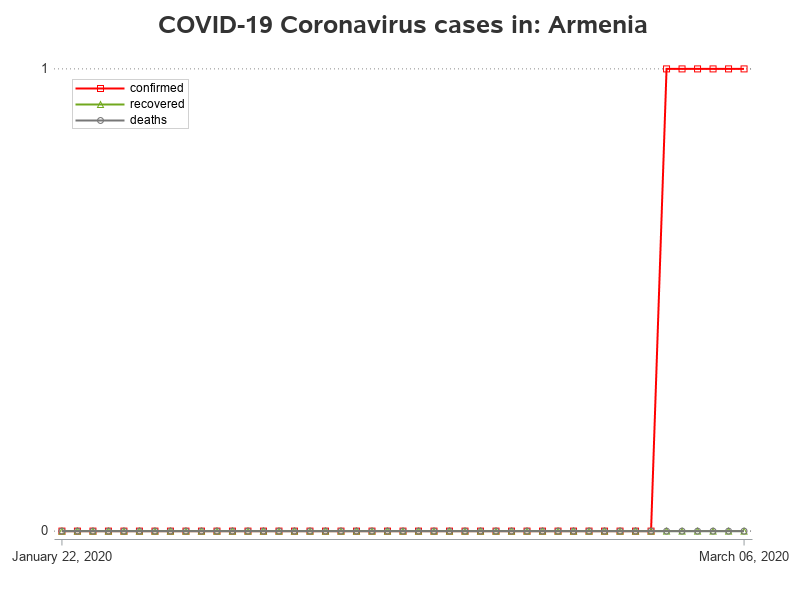 COVID-19 Coronavirus cases in: Armenia
1
confirmed
recovered
deaths
0
January 22, 2020
March 06, 2020